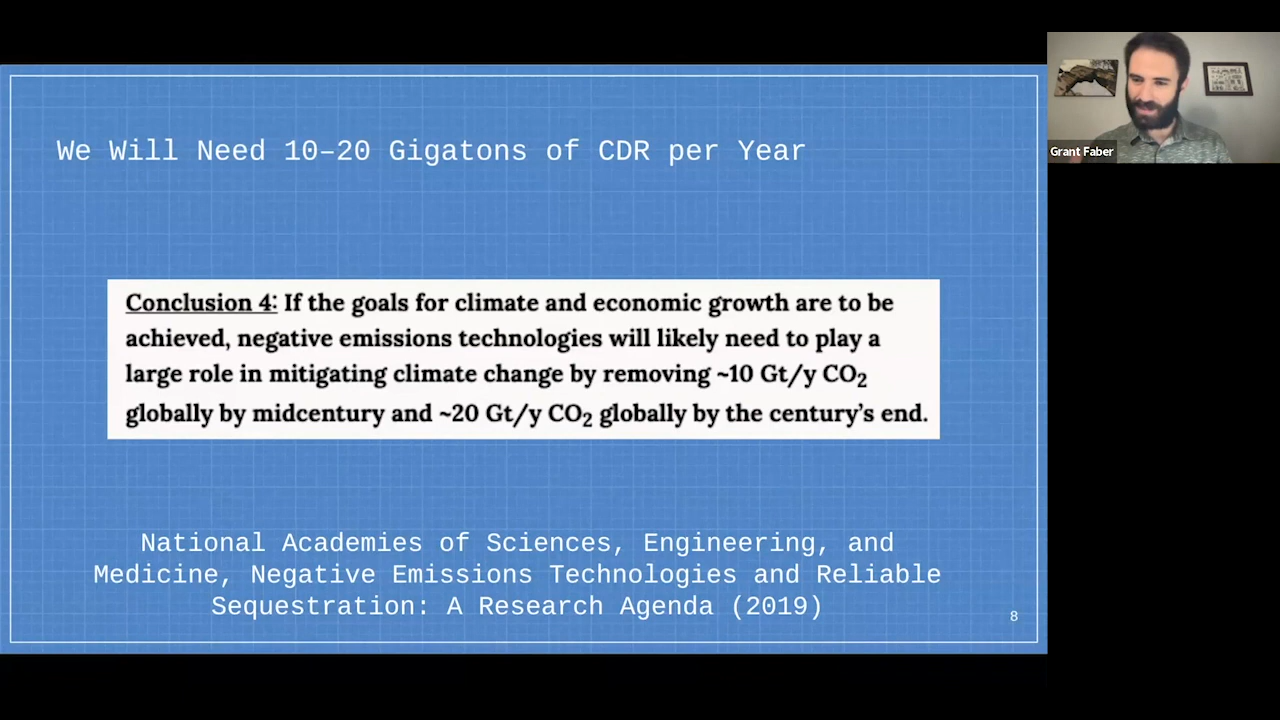 We Will Need 10–20 Gigatons of CDR per Year
Conclusion 4: If the goals for climate and economic growth are to be
achieved, negative emissions technologies will likely need to play a
large role in mitigating climate change by removing ~10 Gt/y CO₂
globally by midcentury and ~20 Gt/y CO₂ globally by the century’s end.
National Academies of Sciences, Engineering, and
Medicine, Negative Emissions Technologies and Reliable
Sequestration: A Research Agenda (2019)
8
Grant Faber